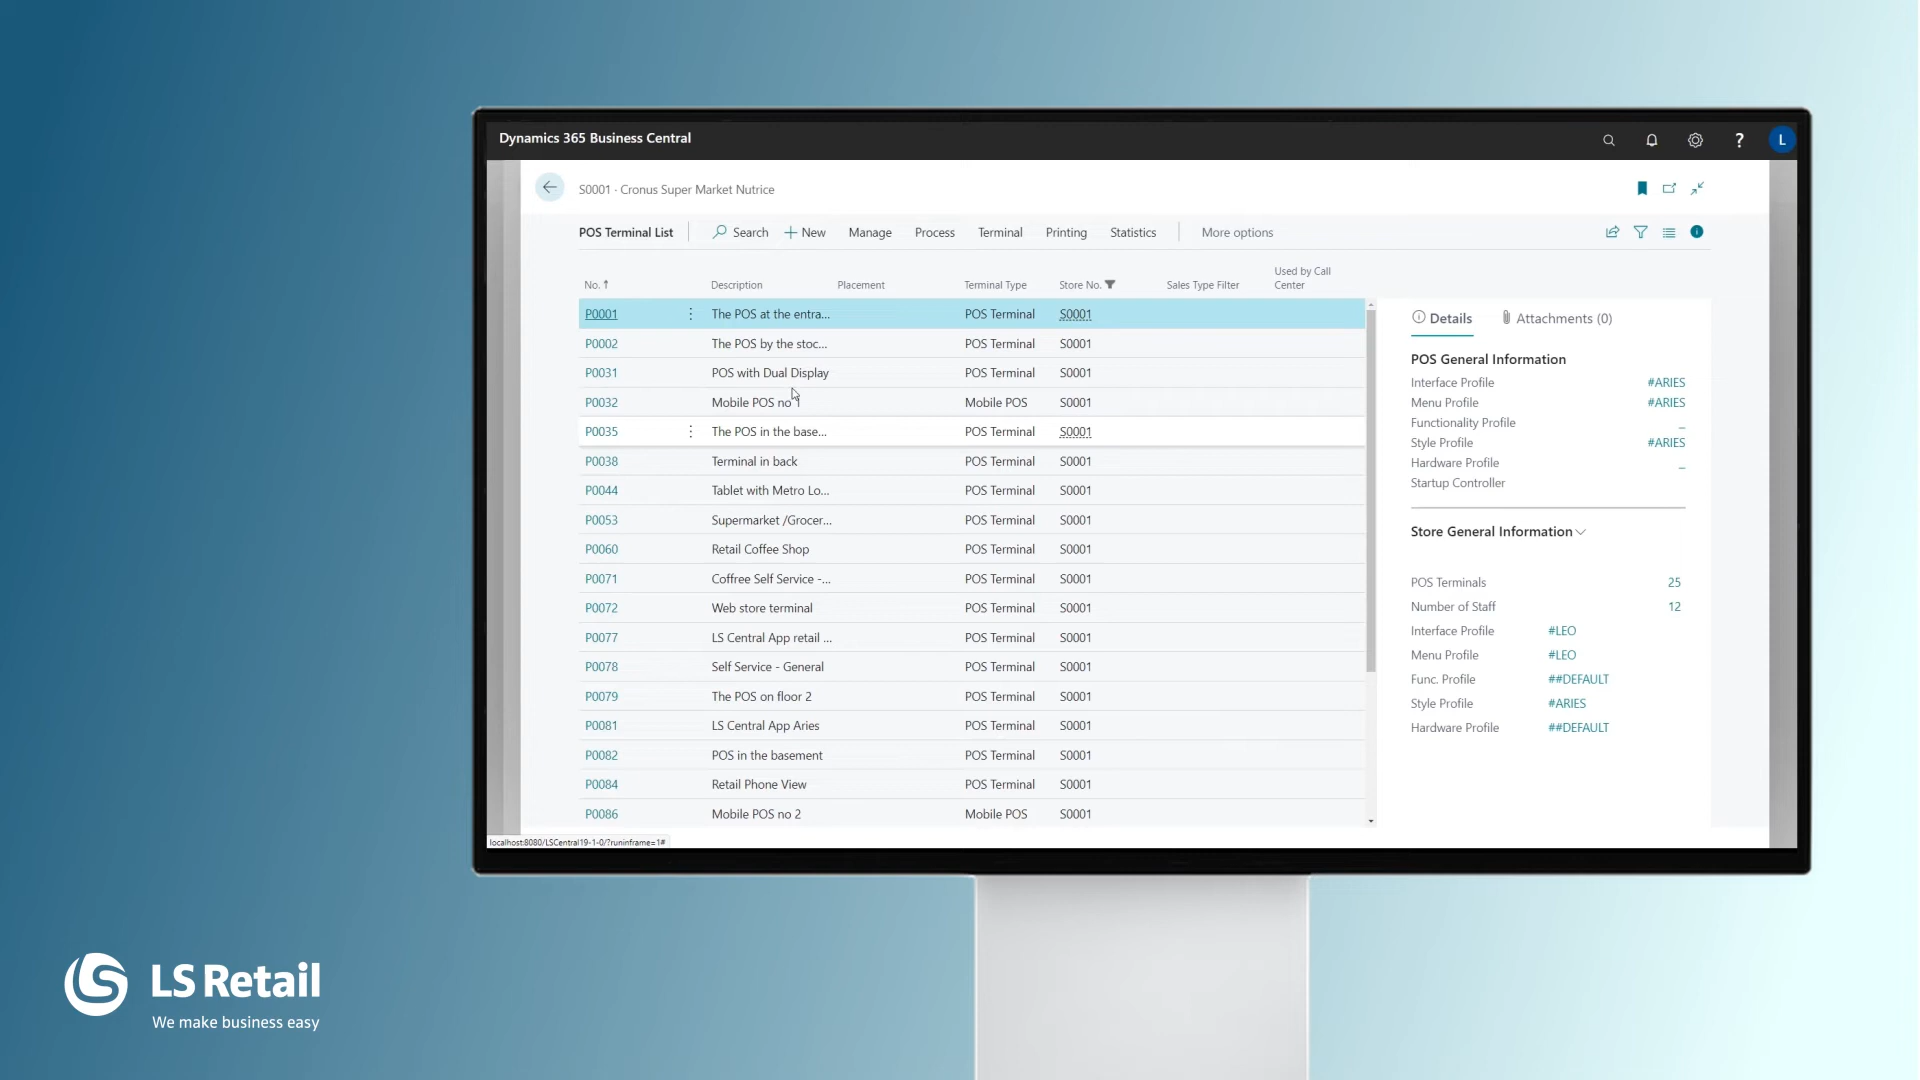 Dynamics 365 Business Central
?
L
S0001 · Cronus Super Market Nutrice
POS Terminal List Search New Manage Process Terminal Printing Statistics More options
No. Description Placement Terminal Type Store No. Sales Type Filter Used by Call Center
P0001 The POS at the entra... POS Terminal S0001
P0002 The POS by the stoc... POS Terminal S0001
P0031 POS with Dual Display POS Terminal S0001
P0032 Mobile POS no 1 Mobile POS S0001
P0035 The POS in the base... POS Terminal S0001
P0038 Terminal in back POS Terminal S0001
P0044 Tablet with Metro Lo... POS Terminal S0001
P0053 Supermarket /Grocer... POS Terminal S0001
P0060 Retail Coffee Shop POS Terminal S0001
P0071 Coffree Self Service -... POS Terminal S0001
P0072 Web store terminal POS Terminal S0001
P0077 LS Central App retail ... POS Terminal S0001
P0078 Self Service - General POS Terminal S0001
P0079 The POS on floor 2 POS Terminal S0001
P0081 LS Central App Aries POS Terminal S0001
P0082 POS in the basement POS Terminal S0001
P0084 Retail Phone View POS Terminal S0001
P0086 Mobile POS no 2 Mobile POS S0001
Details Attachments (0)
POS General Information
Interface Profile #ARIES
Menu Profile #ARIES
Functionality Profile _
Style Profile #ARIES
Hardware Profile _
Startup Controller
Store General Information
POS Terminals 25
Number of Staff 12
Interface Profile #LEO
Menu Profile #LEO
Func. Profile ##DEFAULT
Style Profile #ARIES
Hardware Profile ##DEFAULT
localhost:8080/LSCentral19-1-0/?runinframe=1#
LS Retail
We make business easy